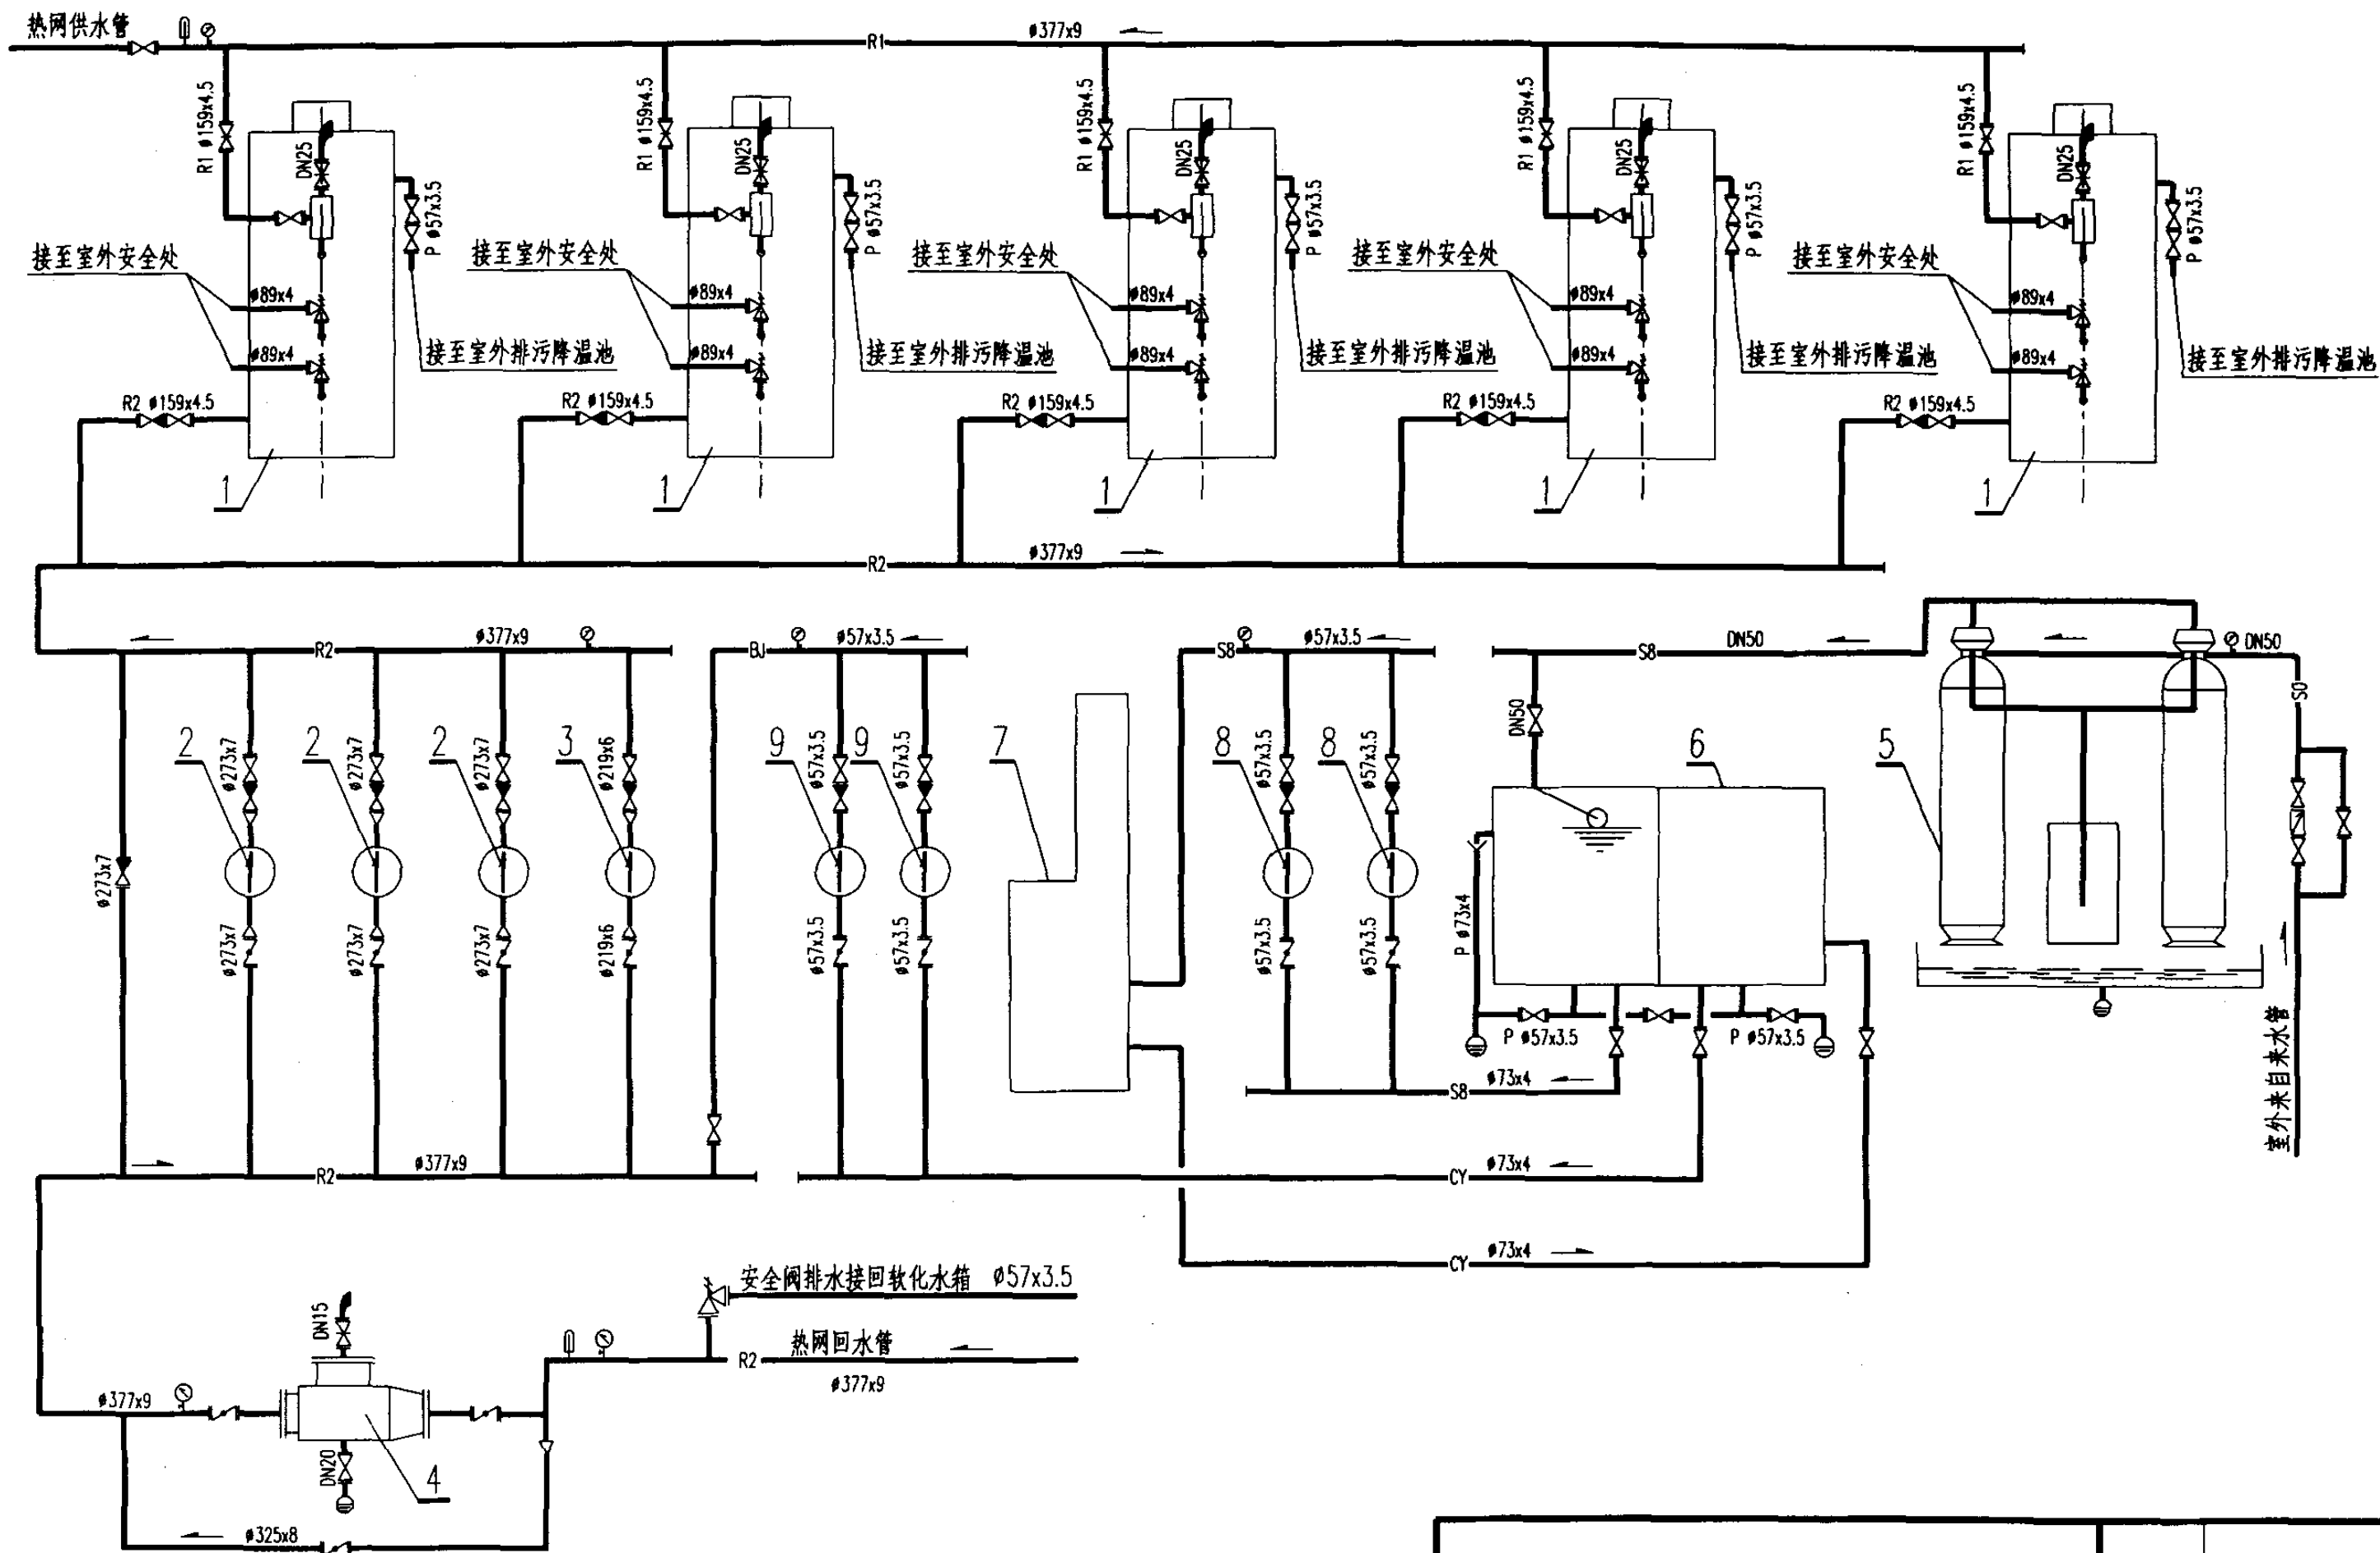 热网供水管
R1
ø377x9
R1 ø159x4.5
R1 ø159x4.5
R1 ø159x4.5
R1 ø159x4.5
R1 ø159x4.5
DN25
DN25
DN25
DN25
DN25
P ø57x3.5
P ø57x3.5
P ø57x3.5
P ø57x3.5
P ø57x3.5
接至室外安全处
接至室外安全处
接至室外安全处
接至室外安全处
接至室外安全处
ø89x4
ø89x4
ø89x4
ø89x4
ø89x4
接至室外排污降温池
接至室外排污降温池
接至室外排污降温池
接至室外排污降温池
接至室外排污降温池
ø89x4
ø89x4
ø89x4
ø89x4
ø89x4
R2 ø159x4.5
R2 ø159x4.5
R2 ø159x4.5
R2 ø159x4.5
R2 ø159x4.5
1
1
1
1
1
R2
ø377x9
R2
ø377x9
BJ
ø57x3.5
S8
ø57x3.5
S8
DN50
DN50
S0
DN50
2
2
2
3
9
9
7
8
8
6
5
ø273x7
ø273x7
ø273x7
ø219x6
ø57x3.5
ø57x3.5
ø57x3.5
ø57x3.5
ø273x7
ø273x7
ø273x7
ø273x7
ø219x6
ø57x3.5
ø57x3.5
ø57x3.5
ø57x3.5
P ø73x4
P ø57x3.5
P ø57x3.5
室外来自来水管
S8
ø73x4
R2
ø377x9
CY
ø73x4
CY
ø73x4
安全阀排水接回软化水箱 ø57x3.5
热网回水管
R2
ø377x9
DN15
ø377x9
DN20
4
ø325x8